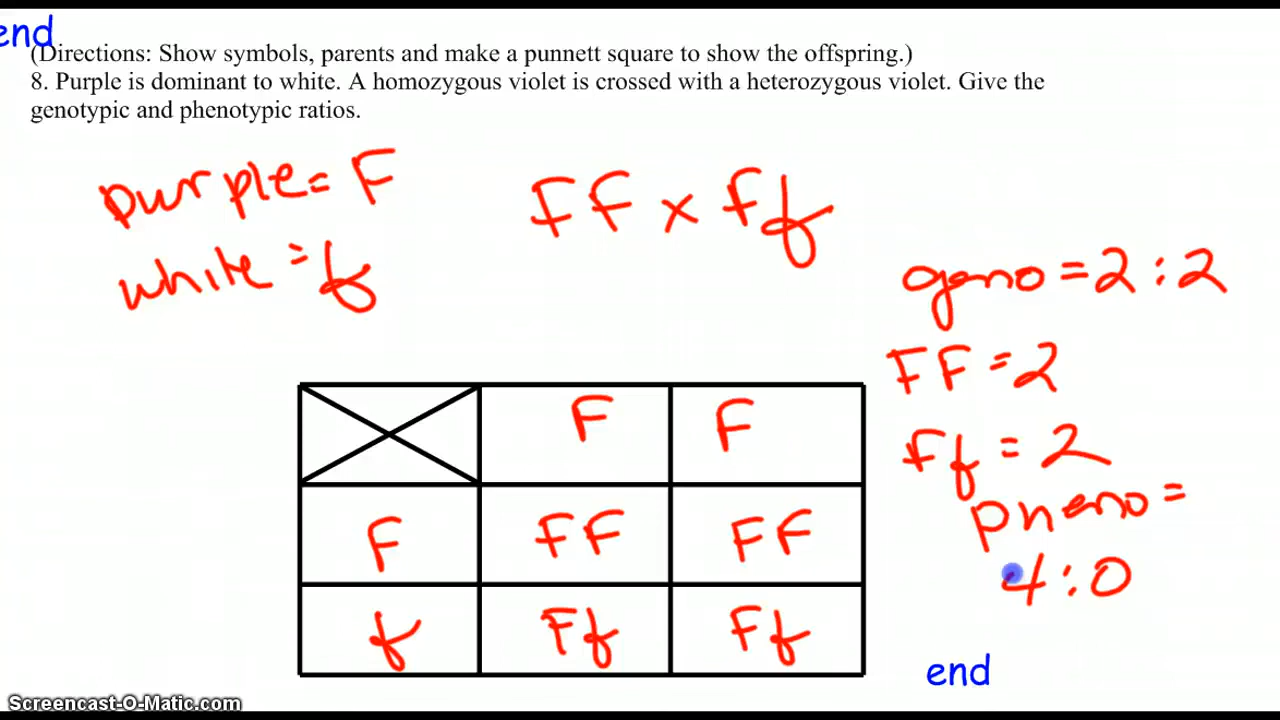 end
(Directions: Show symbols, parents and make a punnett square to show the offspring.)
8. Purple is dominant to white. A homozygous violet is crossed with a heterozygous violet. Give the
genotypic and phenotypic ratios.
purple = F
white = f
FF x Ff
geno = 2 : 2
FF = 2
Ff = 2
pheno =
4 : 0
F F
F FF FF
f Ff Ff
end
Screencast-O-Matic.com